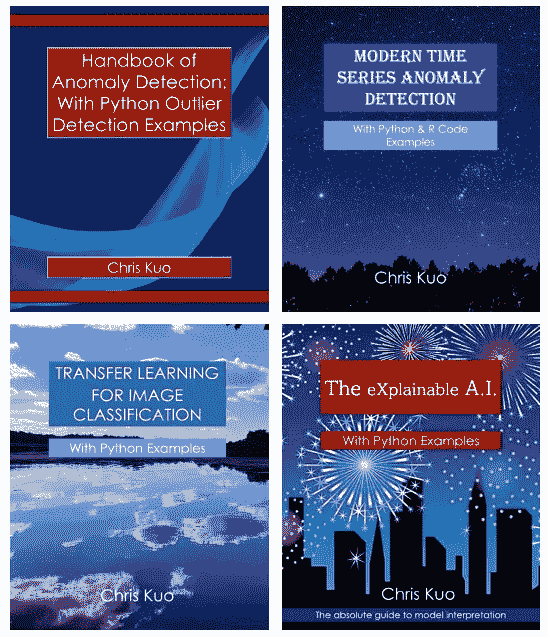 Handbook of
Anomaly Detection:
With Python Outlier
Detection Examples
Chris Kuo
MODERN TIME
SERIES ANOMALY
DETECTION
With Python & R Code
Examples
Chris Kuo
TRANSFER LEARNING
FOR IMAGE
CLASSIFICATION
With Python Examples
Chris Kuo
The eXplainable A.I.
With Python Examples
Chris Kuo
The absolute guide to model interpretation